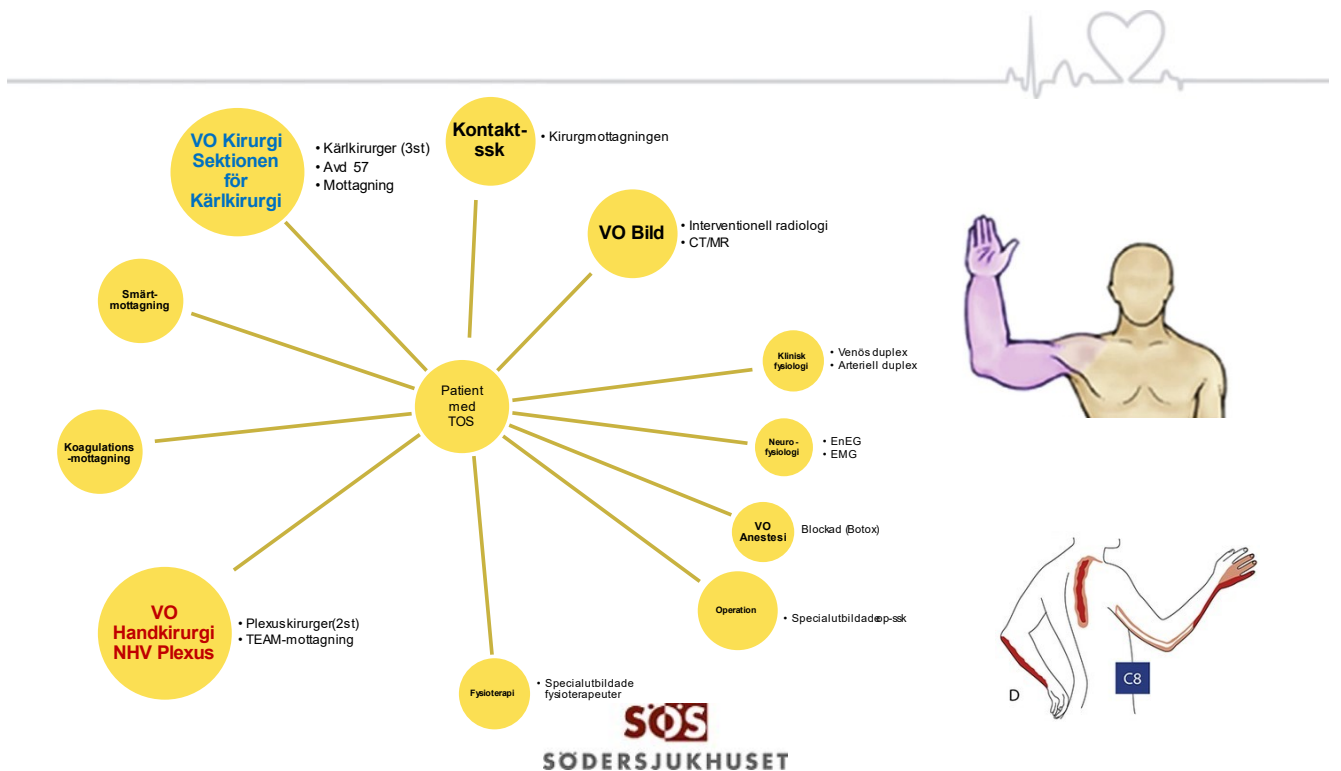 VO Kirurgi
Sektionen
för
Kärlkirurgi
• Kärlkirurger (3st)
• Avd 57
• Mottagning
Kontakt-
ssk
• Kirurgmottagningen
VO Bild
• Interventionell radiologi
• CT/MR
Smärt-
mottagning
Klinisk
fysiologi
• Venös duplex
• Arteriell duplex
Patient
med
TOS
Koagulations
-mottagning
Neuro-
fysiologi
• EnEG
• EMG
VO
Anestesi
Blockad (Botox)
VO
Handkirurgi
NHV Plexus
• Plexuskirurger(2st)
• TEAM-mottagning
Operation
• Specialutbildade op-ssk
Fysioterapi
• Specialutbildade
fysioterapeuter
D
C8
SÖS
SÖDERSJUKHUSET